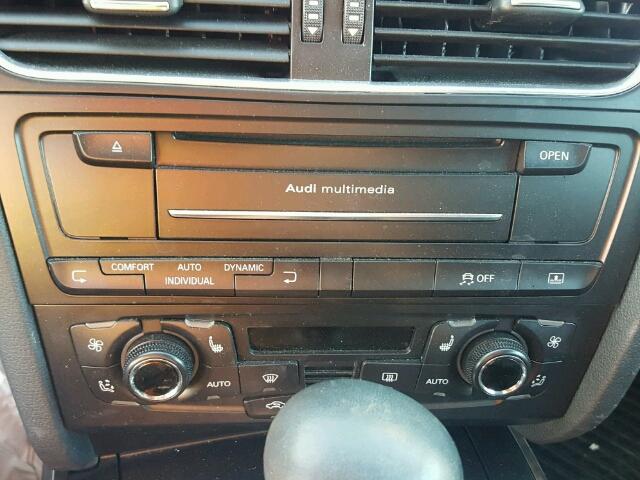 OPEN
Audi multimedia
COMFORT AUTO DYNAMIC
INDIVIDUAL
OFF
AUTO AUTO